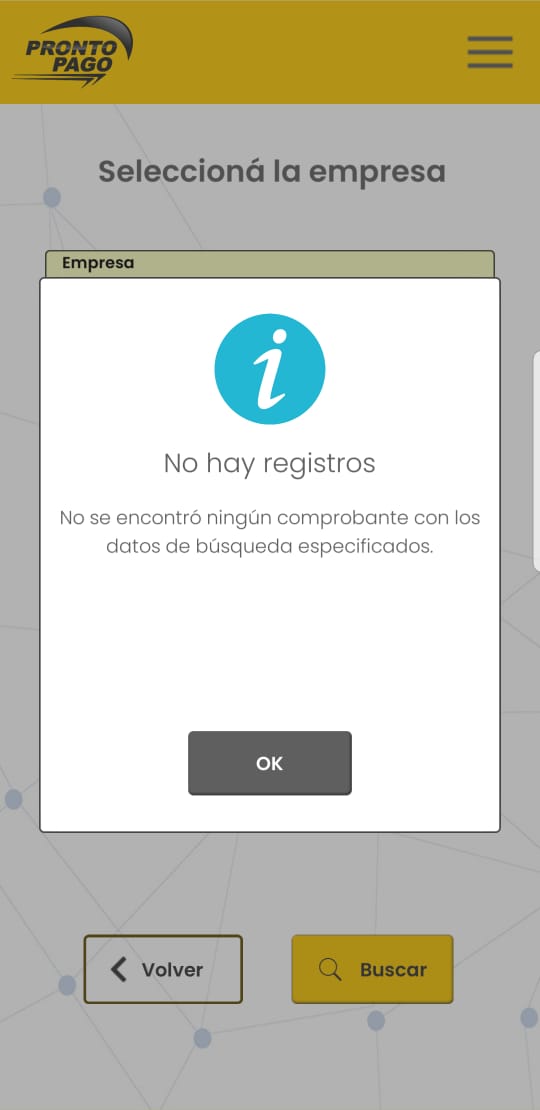 PRONTO
PAGO
Seleccioná la empresa
Empresa
No hay registros
No se encontró ningún comprobante con los
datos de búsqueda especificados.
OK
Volver
Buscar